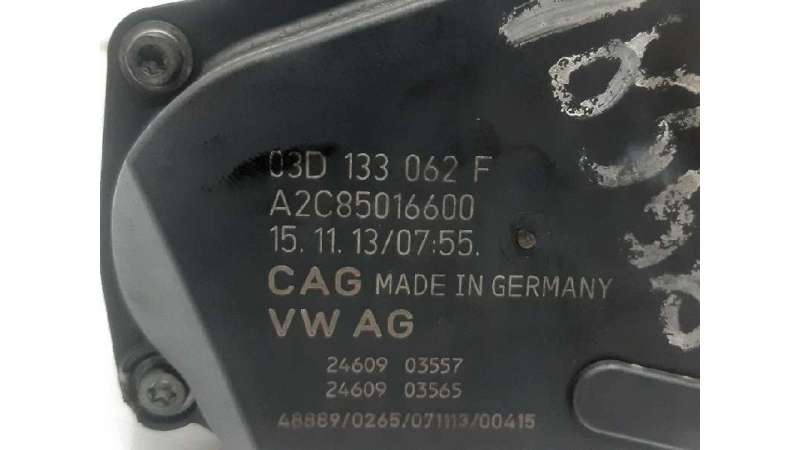 03D 133 062 F
A2C85016600
15. 11. 13/07:55.
CAG MADE IN GERMANY
VW AG
24609 03557
24609 03565
48889/0265/071113/00415